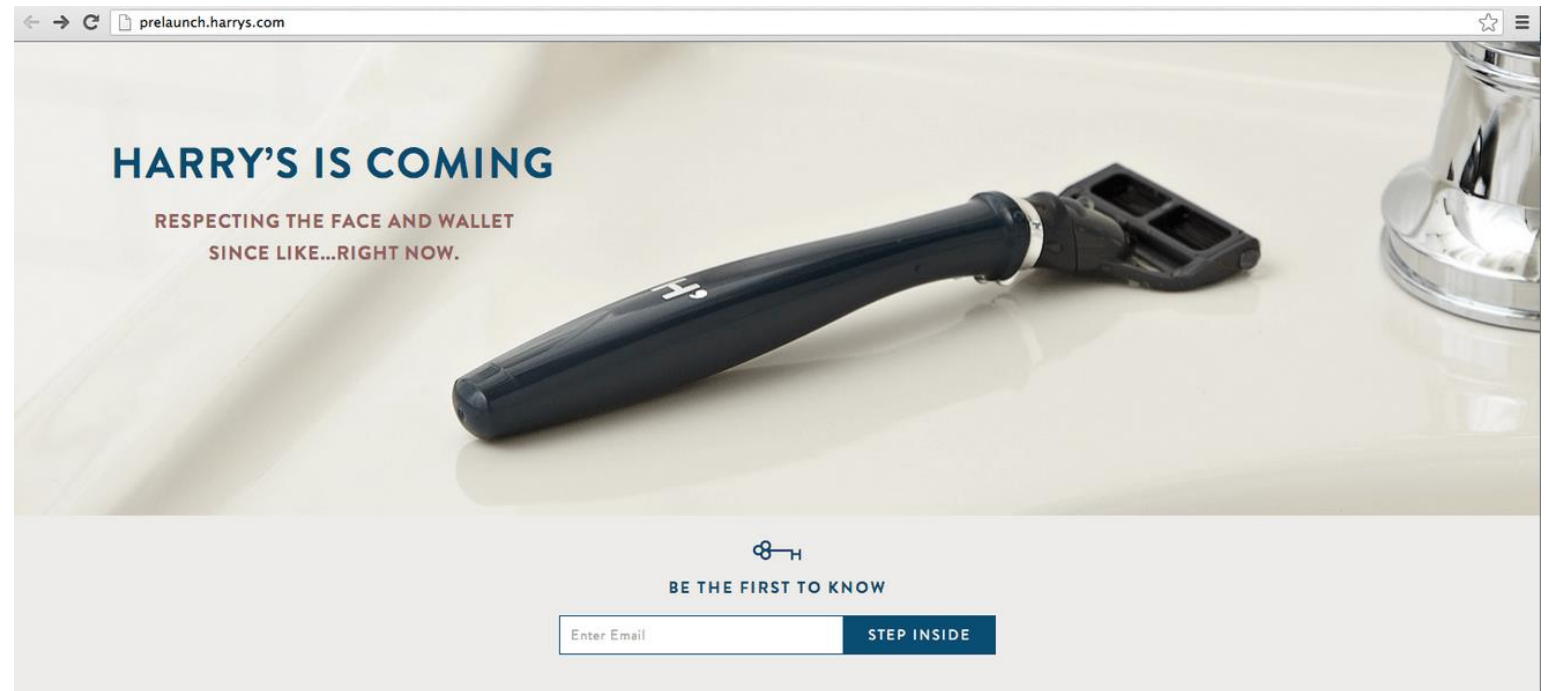 prelaunch.harrys.com
HARRY'S IS COMING
RESPECTING THE FACE AND WALLET
SINCE LIKE...RIGHT NOW.
H'
H
BE THE FIRST TO KNOW
Enter Email
STEP INSIDE